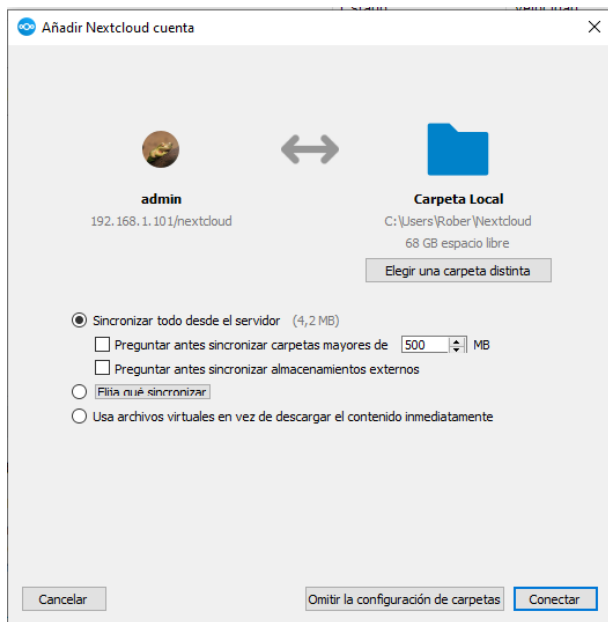 Añadir Nextcloud cuenta
admin
192.168.1.101/nextcloud
Carpeta Local
C:\Users\Rober\Nextcloud
68 GB espacio libre
Elegir una carpeta distinta
Sincronizar todo desde el servidor (4,2 MB)
Preguntar antes sincronizar carpetas mayores de 500 MB
Preguntar antes sincronizar almacenamientos externos
Elija qué sincronizar
Usa archivos virtuales en vez de descargar el contenido inmediatamente
Cancelar
Omitir la configuración de carpetas
Conectar